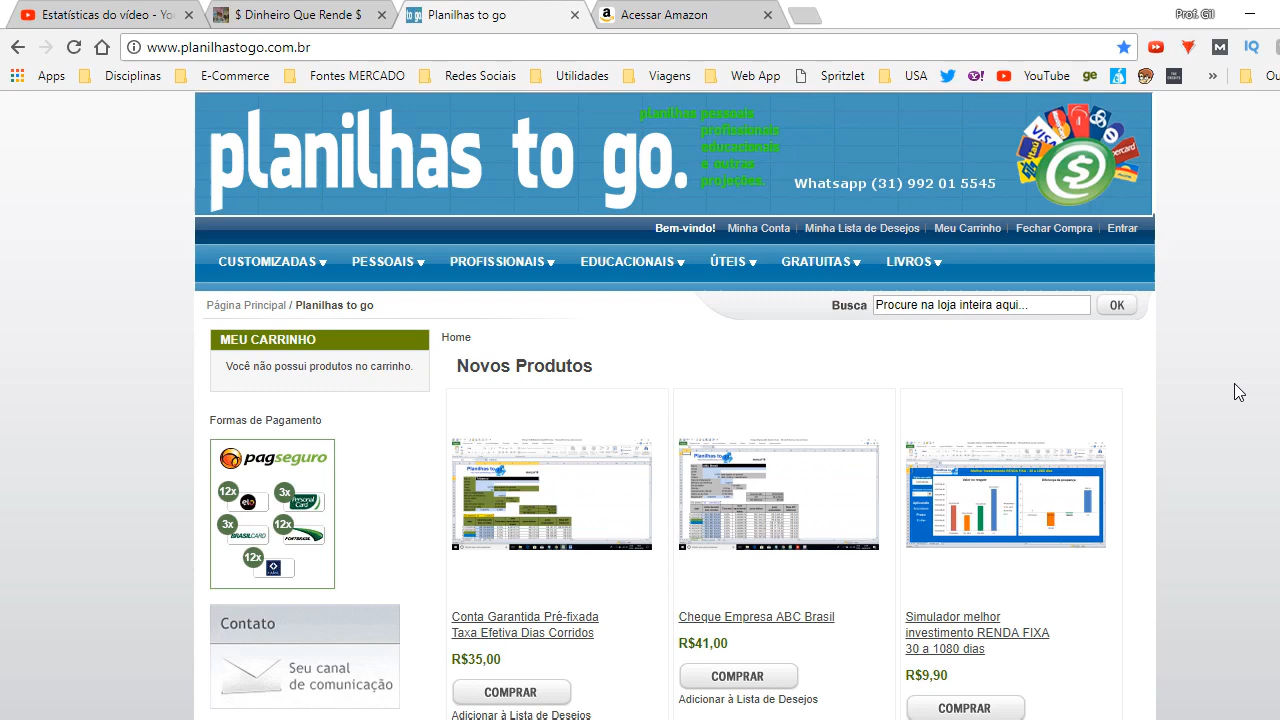 Estatísticas do vídeo - Yo
$ Dinheiro Que Rende $
Planilhas to go
Acessar Amazon
Prof. Gil
www.planilhastogo.com.br
Apps
Disciplinas
E-Commerce
Fontes MERCADO
Redes Sociais
Utilidades
Viagens
Web App
Spritzlet
USA
YouTube
ge
»
planilhas to go.
planilhas pessoais
profissionais
educacionais
e outras
projeções.
Whatsapp (31) 992 01 5545
VISA
Bem-vindo! Minha Conta Minha Lista de Desejos Meu Carrinho Fechar Compra Entrar
CUSTOMIZADAS PESSOAIS PROFISSIONAIS EDUCACIONAIS ÚTEIS GRATUITAS LIVROS
Página Principal / Planilhas to go
Busca Procure na loja inteira aqui... OK
MEU CARRINHO
Você não possui produtos no carrinho.
Formas de Pagamento
pagseguro
12x elo 3x Personal Card
3x BRASILCARD 12x FORTBRASIL
12x
Contato
Seu canal
de comunicação
Home
Novos Produtos
Conta Garantida Pré-fixada
Taxa Efetiva Dias Corridos
R$35,00
COMPRAR
Adicionar à Lista de Desejos
Cheque Empresa ABC Brasil
R$41,00
COMPRAR
Adicionar à Lista de Desejos
Simulador melhor
investimento RENDA FIXA
30 a 1080 dias
R$9,90
COMPRAR